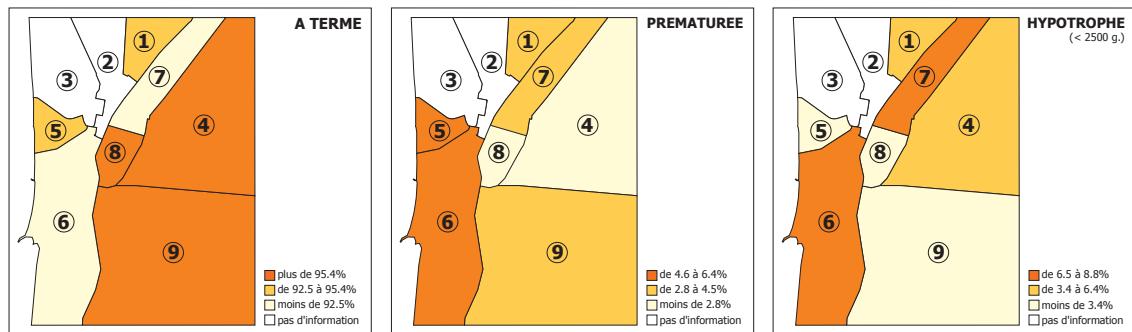 A TERME
①
②
③
⑦
④
⑤
⑧
⑥
⑨
plus de 95.4%
de 92.5 à 95.4%
moins de 92.5%
pas d'information
PREMATUREE
①
②
③
⑦
④
⑤
⑧
⑥
⑨
de 4.6 à 6.4%
de 2.8 à 4.5%
moins de 2.8%
pas d'information
HYPOTROPHE
(< 2500 g.)
①
②
③
⑦
④
⑤
⑧
⑥
⑨
de 6.5 à 8.8%
de 3.4 à 6.4%
moins de 3.4%
pas d'information